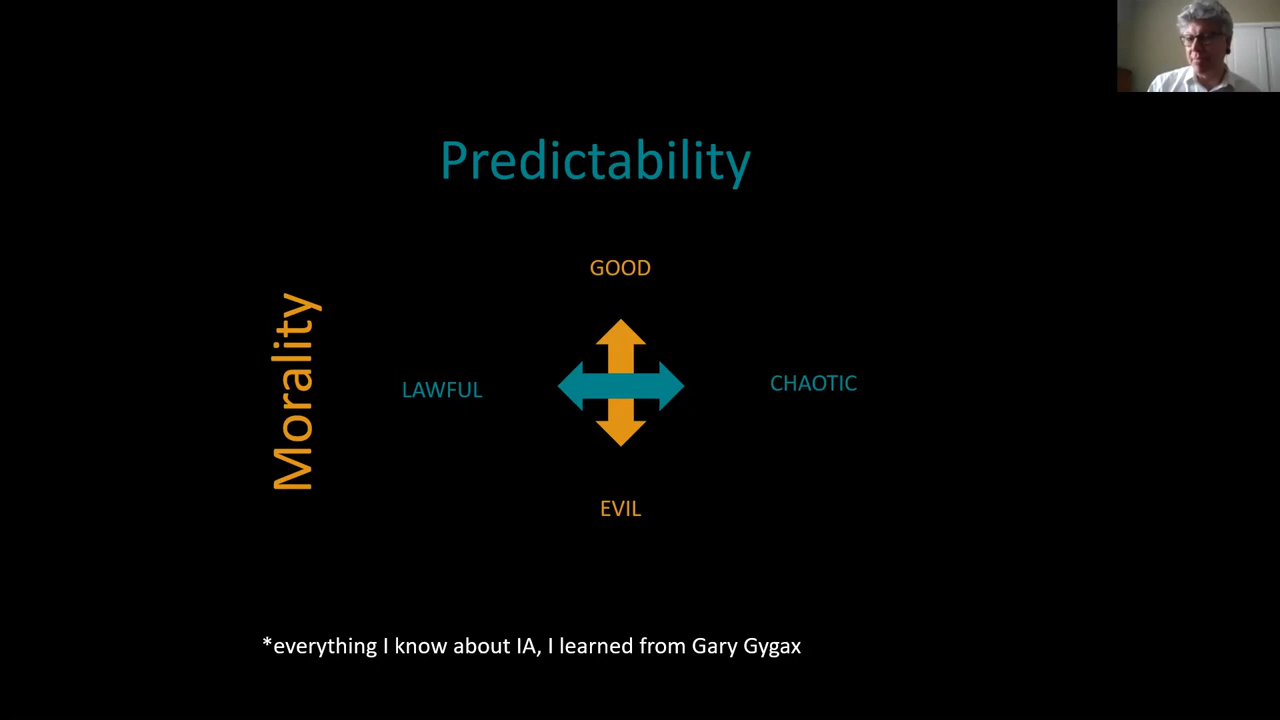 Predictability
GOOD
Morality
LAWFUL
CHAOTIC
EVIL
*everything I know about IA, I learned from Gary Gygax